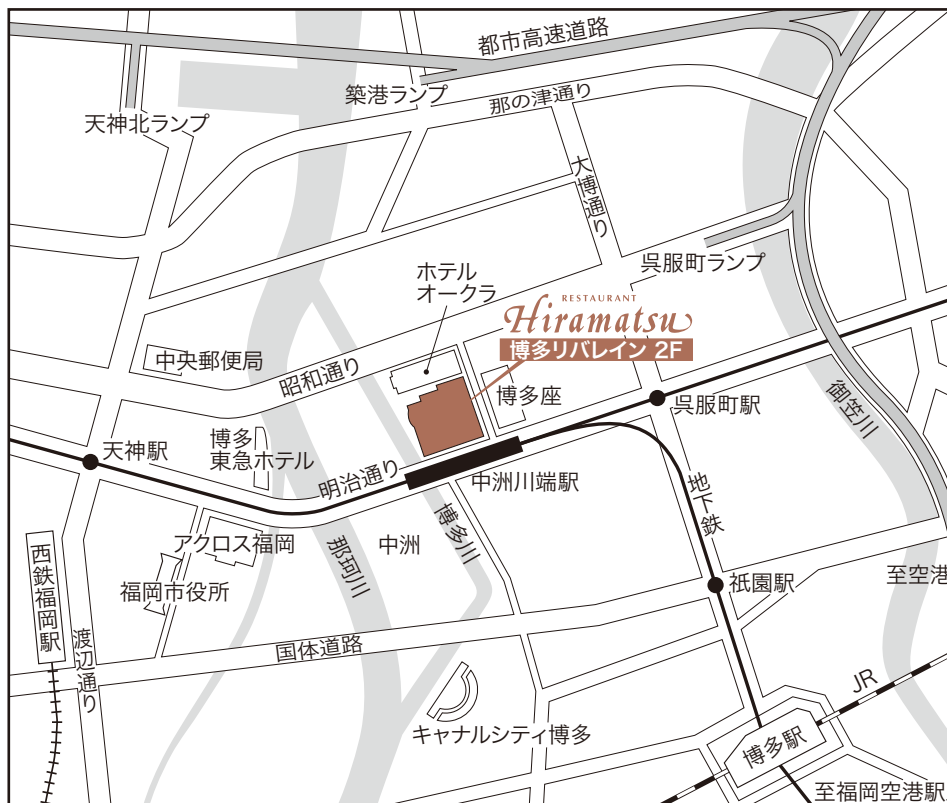 都市高速道路
築港ランプ
那の津通り
天神北ランプ
大博通り
呉服町ランプ
ホテル
オークラ
RESTAURANT
Hiramatsu
博多リバレイン 2F
中央郵便局
昭和通り
博多座
呉服町駅
御笠川
天神駅
博多
東急ホテル
明治通り
中洲川端駅
地下鉄
博多川
アクロス福岡
那珂川
中洲
西鉄福岡駅
福岡市役所
祇園駅
至空港
渡辺通り
国体道路
キャナルシティ博多
JR
博多駅
至福岡空港駅